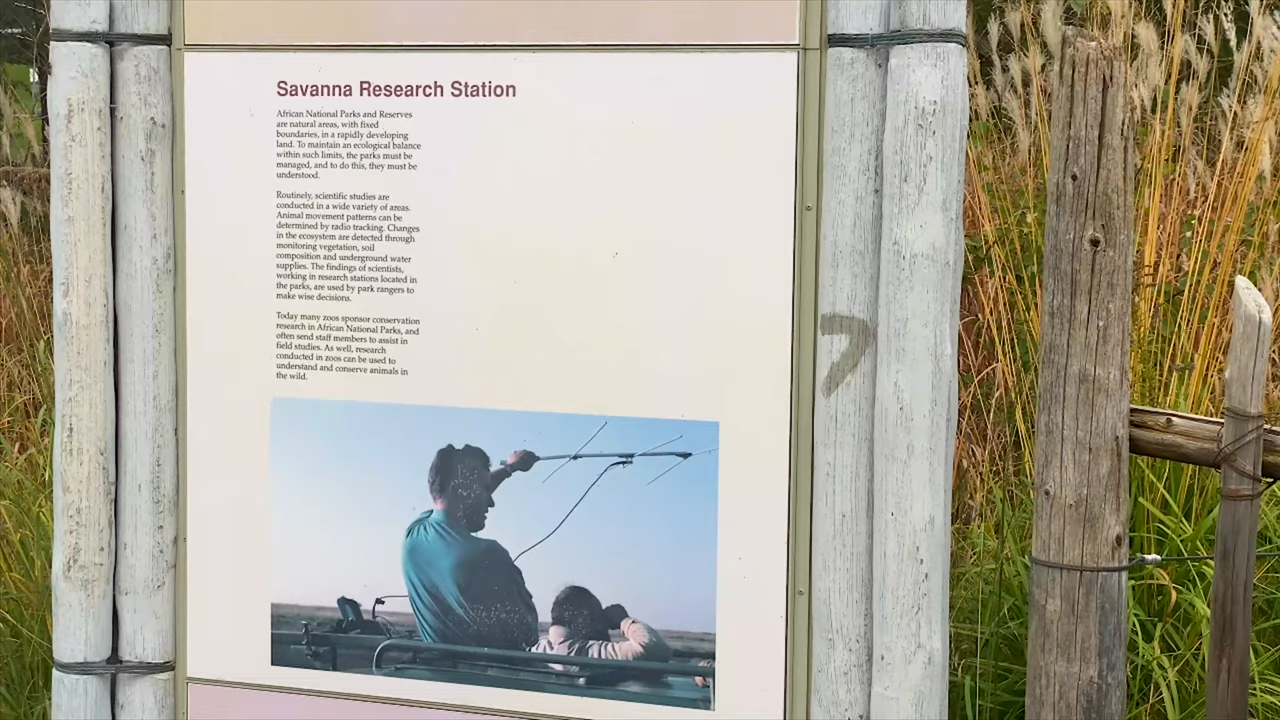 Savanna Research Station
African National Parks and Reserves
are natural areas, with fixed
boundaries, in a rapidly developing
land. To maintain an ecological balance
within such limits, the parks must be
managed, and to do this, they must be
understood.
Routinely, scientific studies are
conducted in a wide variety of areas.
Animal movement patterns can be
determined by radio tracking. Changes
in the ecosystem are detected through
monitoring vegetation, soil
composition and underground water
supplies. The findings of scientists,
working in research stations located in
the parks, are used by park rangers to
make wise decisions.
Today many zoos sponsor conservation
research in African National Parks, and
often send staff members to assist in
field studies. As well, research
conducted in zoos can be used to
understand and conserve animals in
the wild.